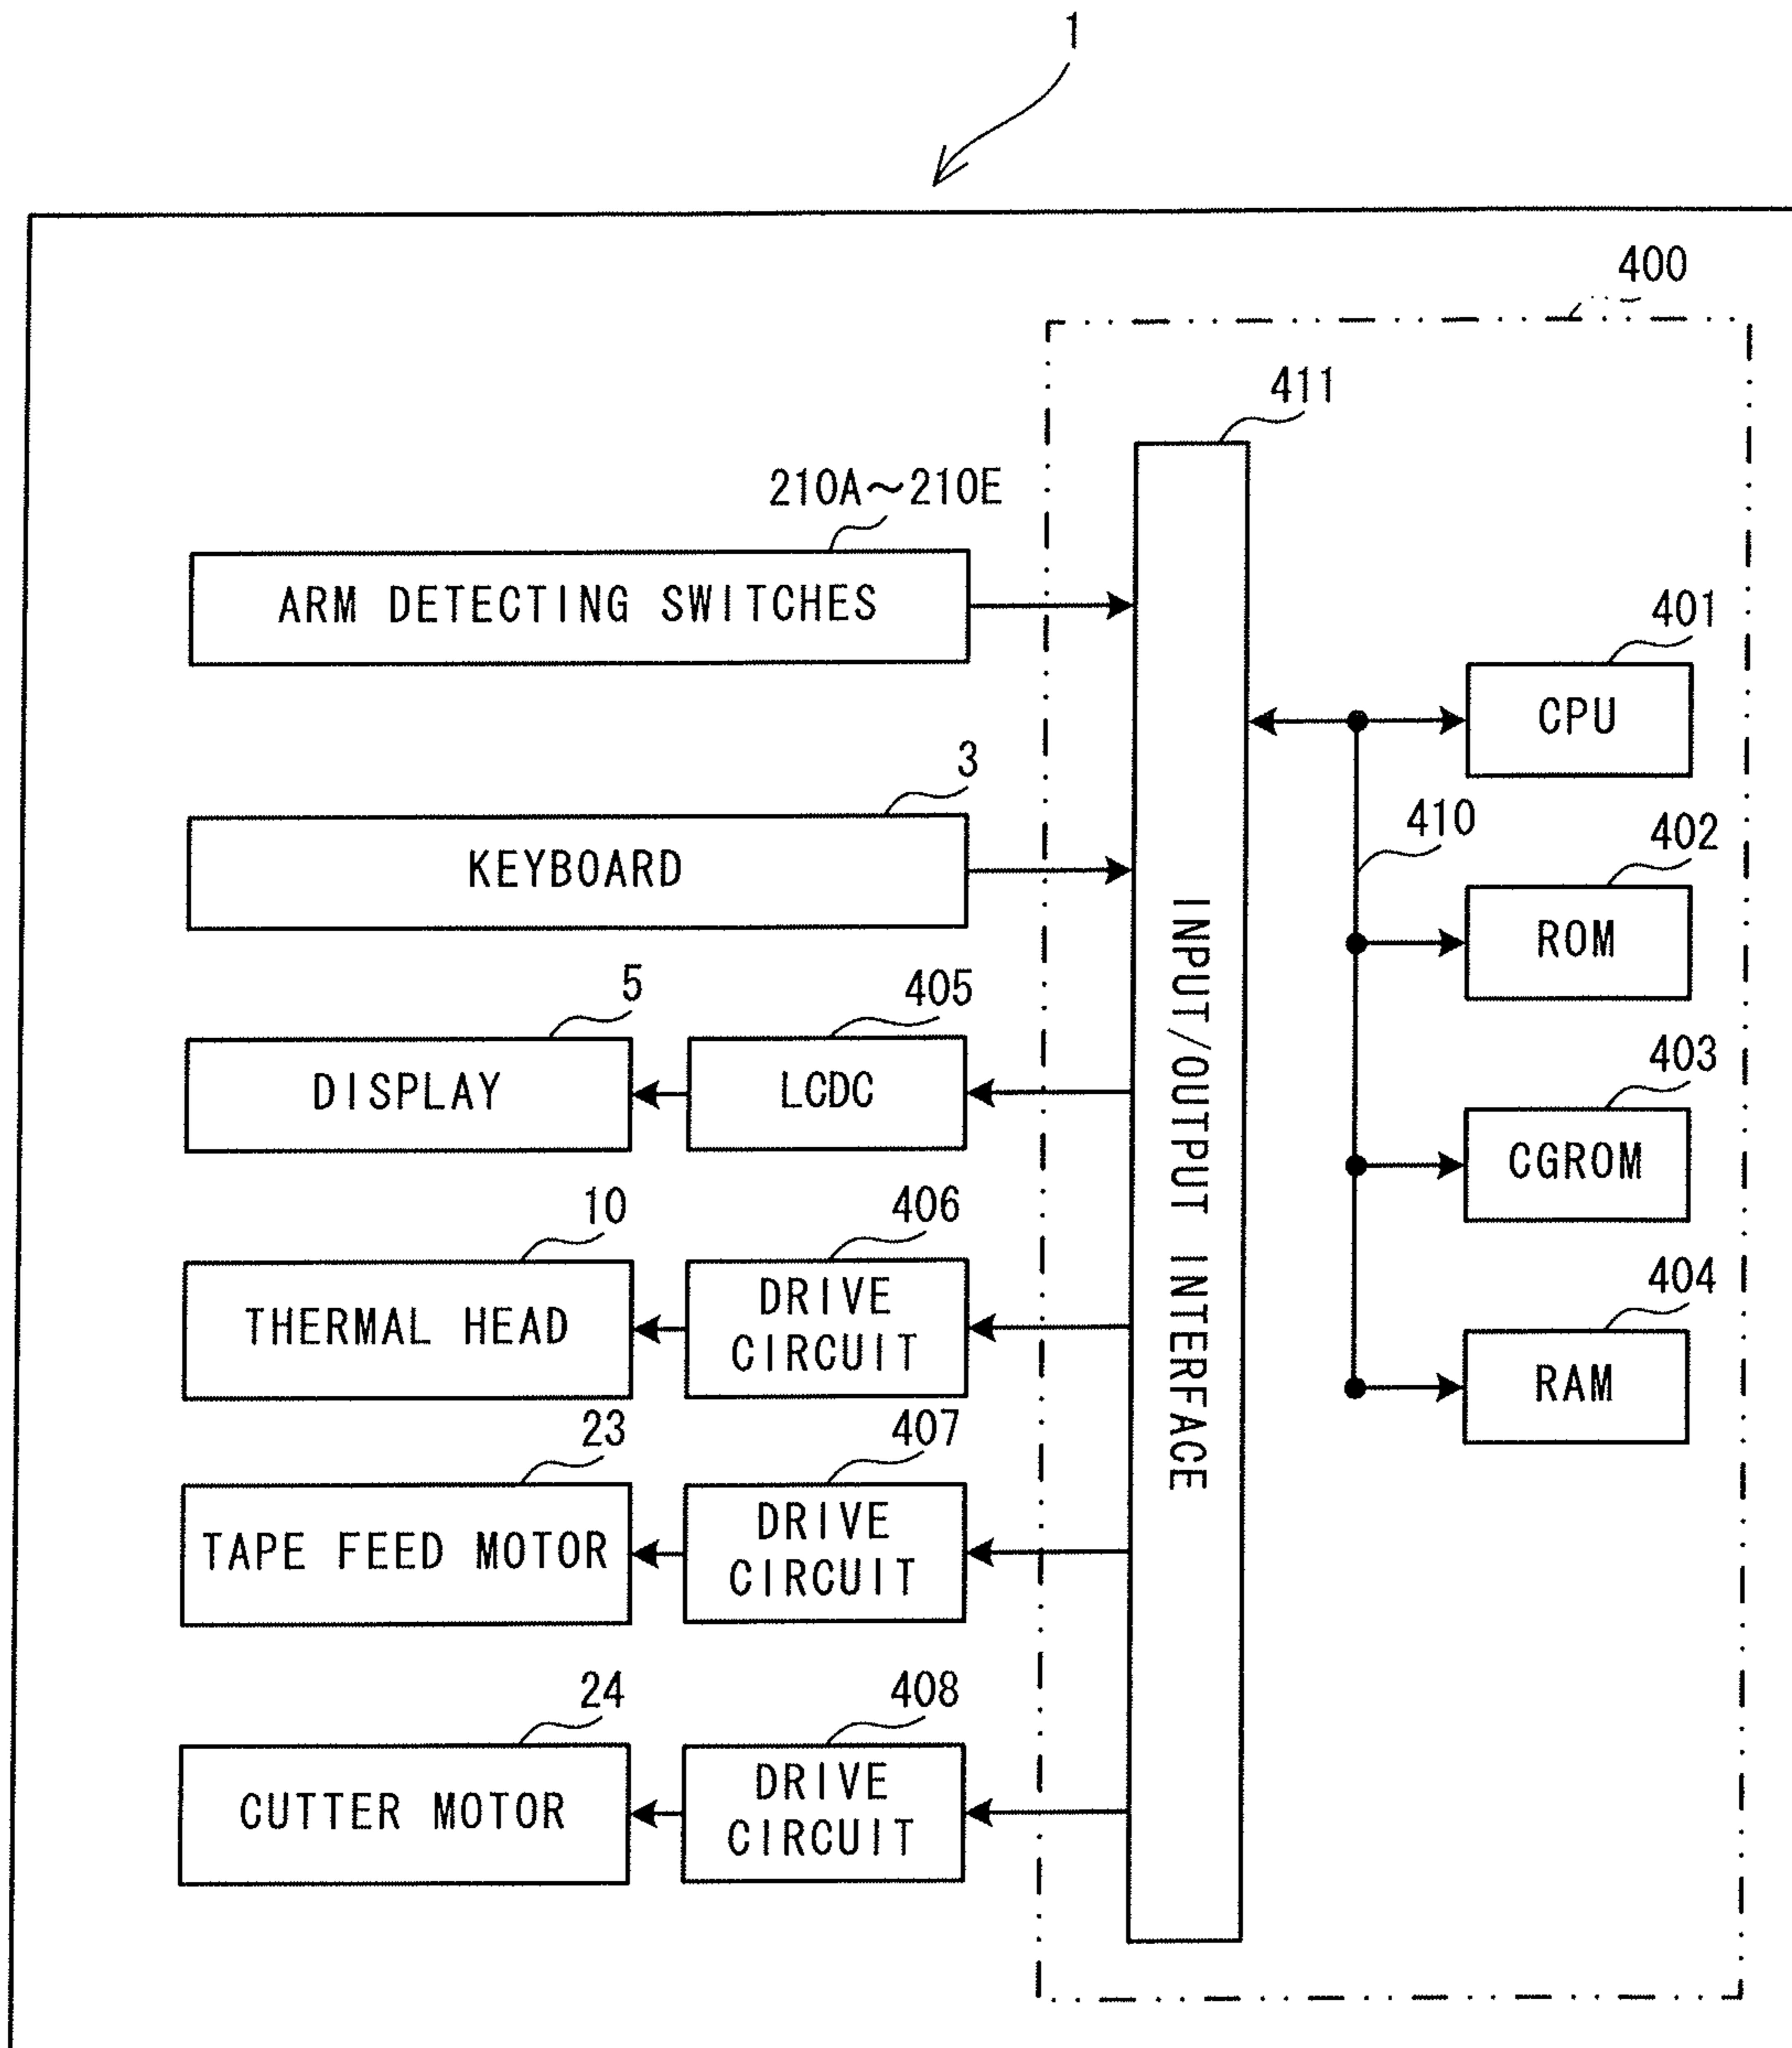 1
400
411
210A～210E
ARM DETECTING SWITCHES
401
CPU
3
KEYBOARD
410
402
ROM
INPUT/OUTPUT INTERFACE
5
DISPLAY
405
LCDC
403
CGROM
10
THERMAL HEAD
406
DRIVE
CIRCUIT
404
RAM
23
TAPE FEED MOTOR
407
DRIVE
CIRCUIT
24
CUTTER MOTOR
408
DRIVE
CIRCUIT